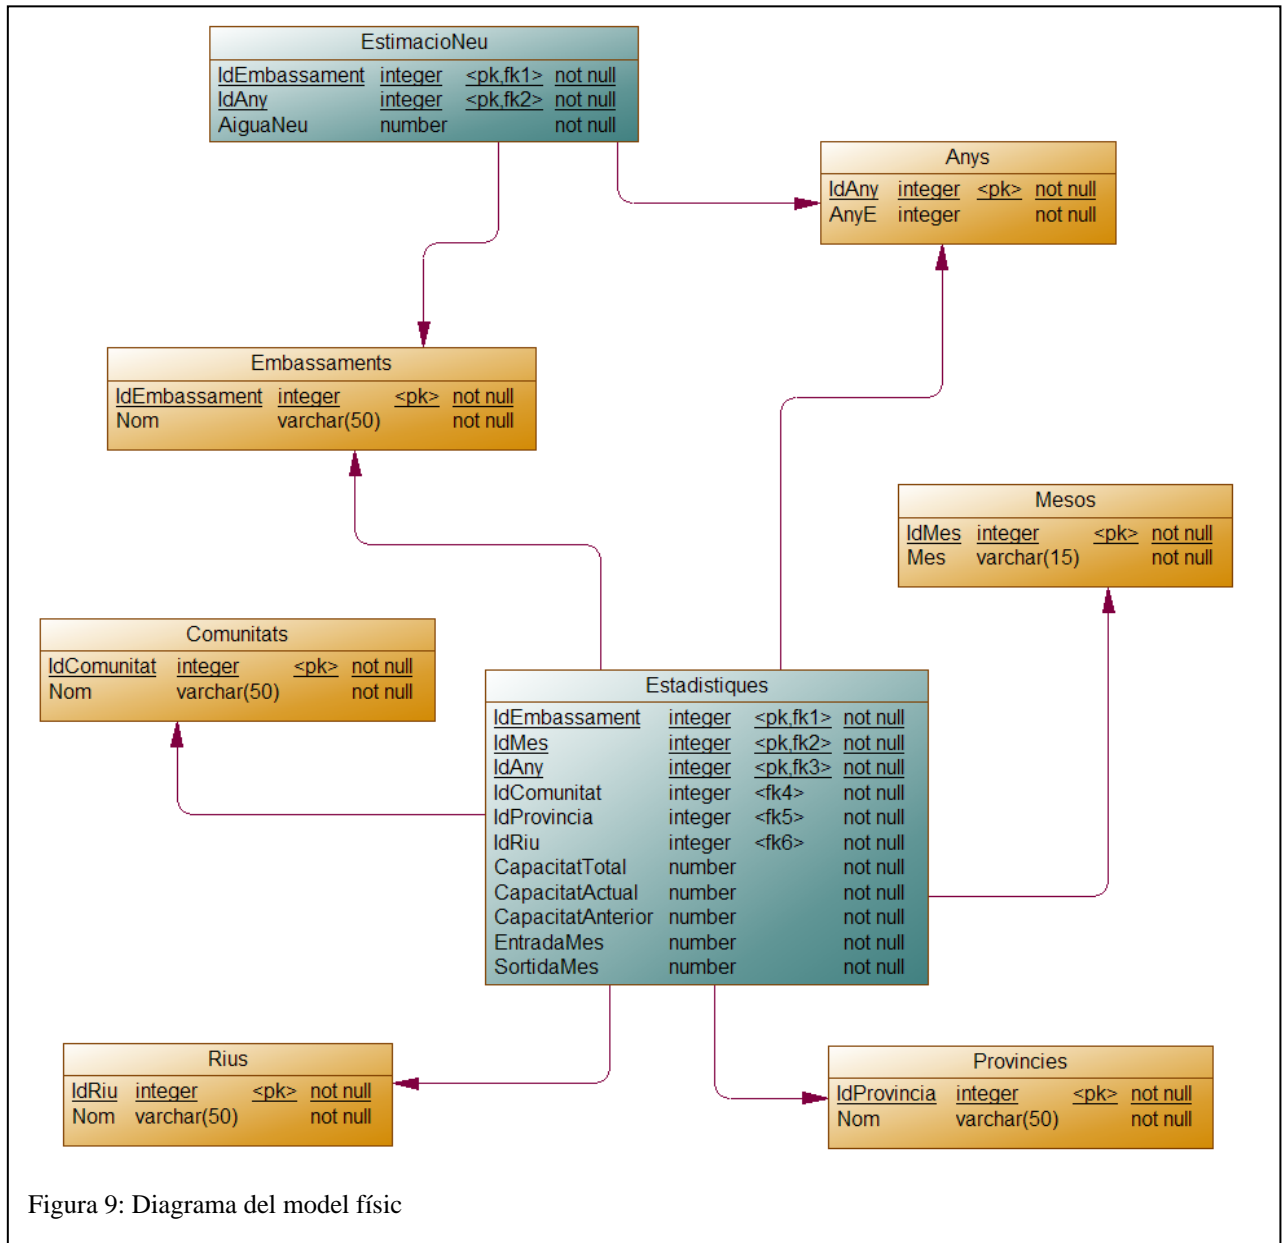 EstimacioNeu
IdEmbassament integer <pk,fk1> not null
IdAny integer <pk,fk2> not null
AiguaNeu number not null
Anys
IdAny integer <pk> not null
AnyE integer not null
Embassaments
IdEmbassament integer <pk> not null
Nom varchar(50) not null
Mesos
IdMes integer <pk> not null
Mes varchar(15) not null
Comunitats
IdComunitat integer <pk> not null
Nom varchar(50) not null
Estadistiques
IdEmbassament integer <pk,fk1> not null
IdMes integer <pk,fk2> not null
IdAny integer <pk,fk3> not null
IdComunitat integer <fk4> not null
IdProvincia integer <fk5> not null
IdRiu integer <fk6> not null
CapacitatTotal number not null
CapacitatActual number not null
CapacitatAnterior number not null
EntradaMes number not null
SortidaMes number not null
Rius
IdRiu integer <pk> not null
Nom varchar(50) not null
Provincies
IdProvincia integer <pk> not null
Nom varchar(50) not null
Figura 9: Diagrama del model físic